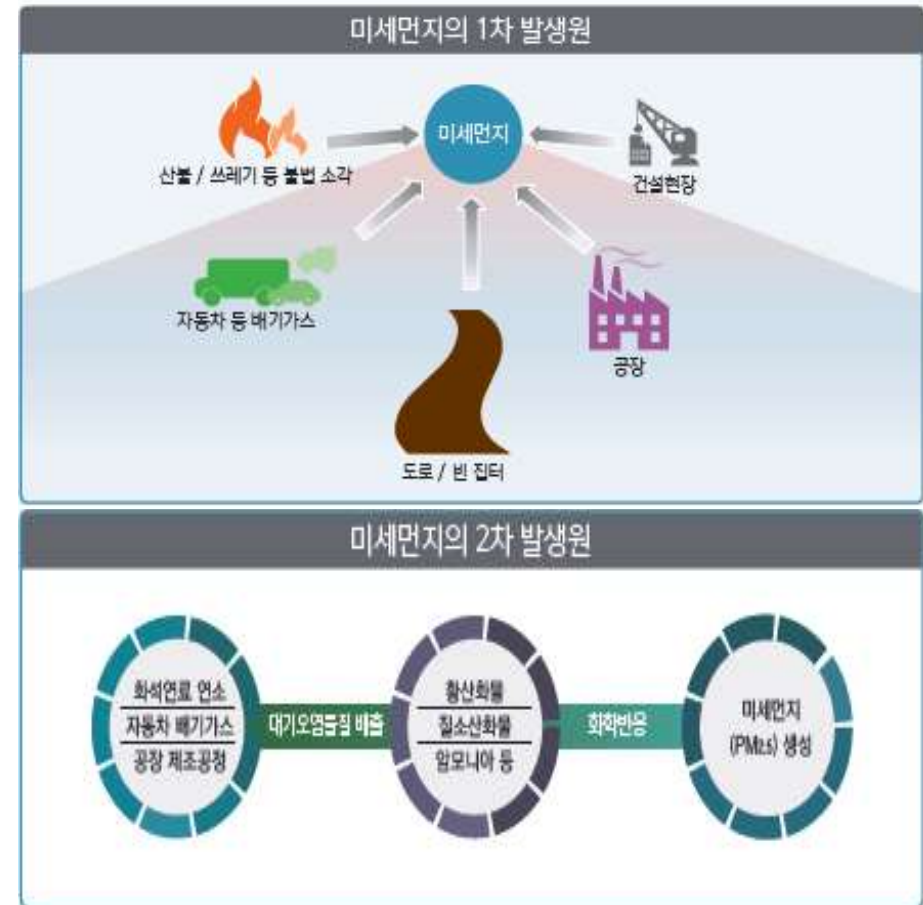 미세먼지의 1차 발생원
미세먼지
산불 / 쓰레기 등 불법 소각
건설현장
자동차 등 배기가스
공장
도로 / 빈 집터
미세먼지의 2차 발생원
화석연료 연소
자동차 배기가스
공장 제조공정
대기오염물질 배출
황산화물
질소산화물
암모니아 등
화학반응
미세먼지
(PM2.5) 생성